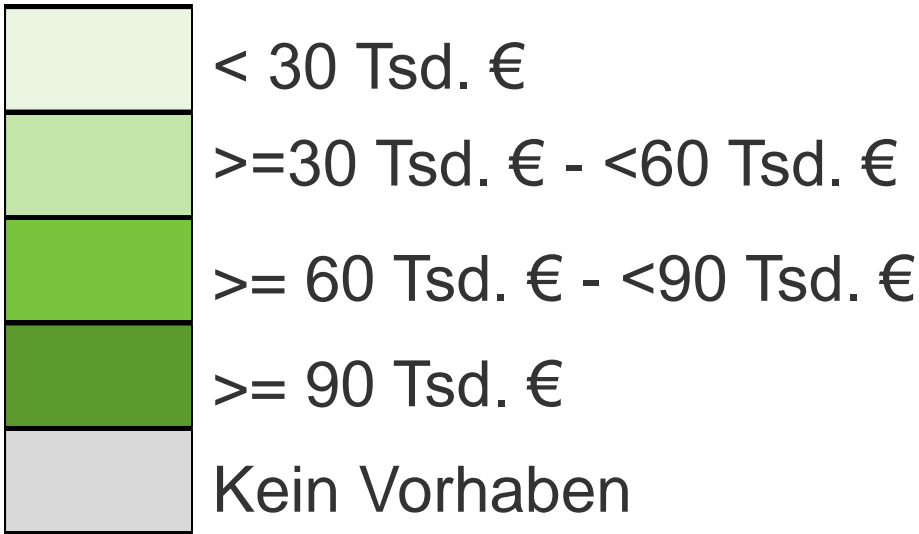 < 30 Tsd. €
>=30 Tsd. € - <60 Tsd. €
>= 60 Tsd. € - <90 Tsd. €
>= 90 Tsd. €
Kein Vorhaben